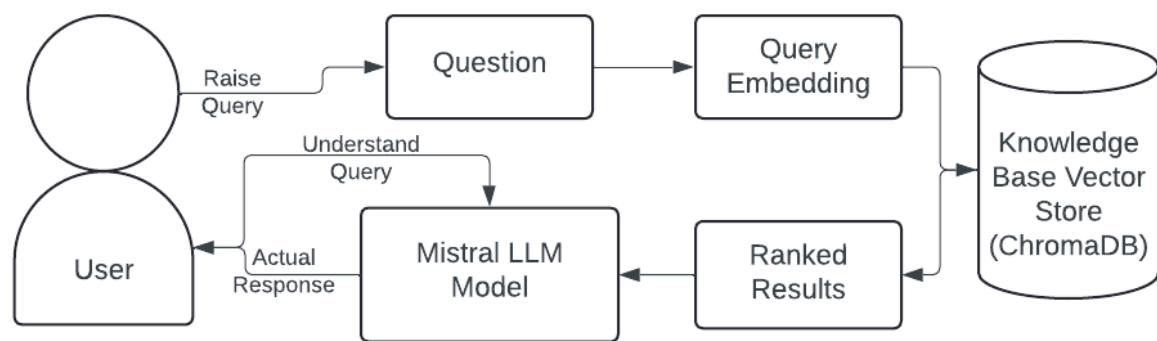 Raise
Query
Question
Query
Embedding
Knowledge
Base Vector
Store
(ChromaDB)
Understand
Query
User
Actual
Response
Mistral LLM
Model
Ranked
Results